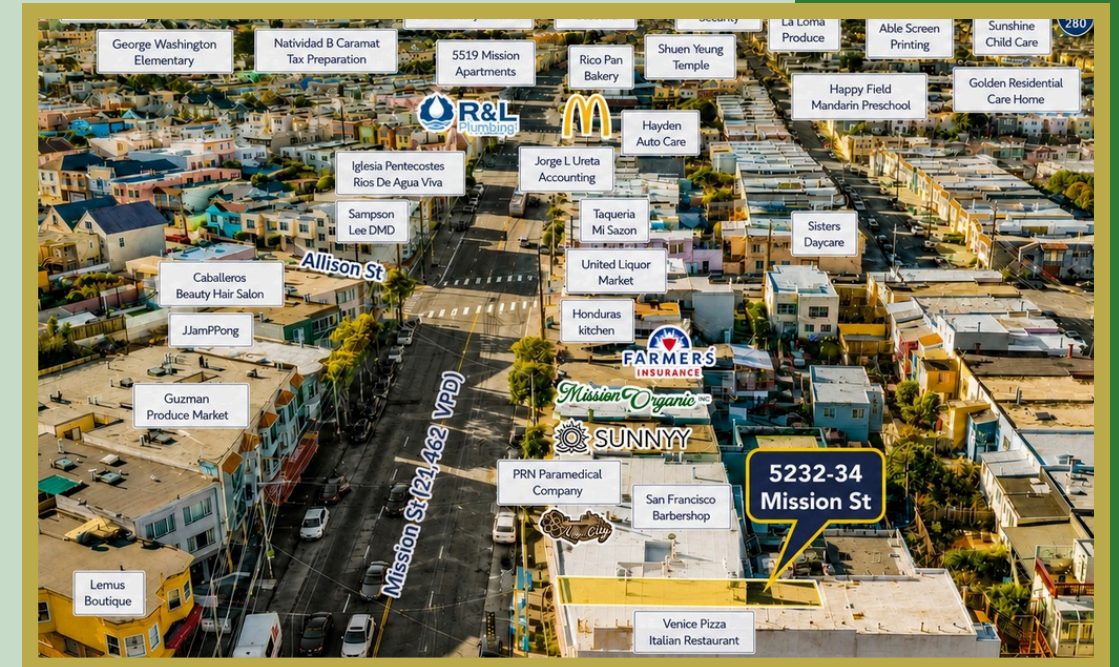 Security
La Loma
Produce
Able Screen
Printing
Sunshine
Child Care
280
George Washington
Elementary
Natividad B Caramat
Tax Preparation
5519 Mission
Apartments
Rico Pan
Bakery
Shuen Yeung
Temple
Happy Field
Mandarin Preschool
Golden Residential
Care Home
R&L
Plumbing
Hayden
Auto Care
Iglesia Pentecostes
Rios De Agua Viva
Jorge L Ureta
Accounting
Sampson
Lee DMD
Taqueria
Mi Sazon
Sisters
Daycare
Allison St
United Liquor
Market
Caballeros
Beauty Hair Salon
Honduras
kitchen
JJamPPong
FARMERS
INSURANCE
Guzman
Produce Market
Mission Organic INC
SUNNYY
Mission St (21,462 VPD)
PRN Paramedical
Company
San Francisco
Barbershop
5232-34
Mission St
City
Lemus
Boutique
Venice Pizza
Italian Restaurant